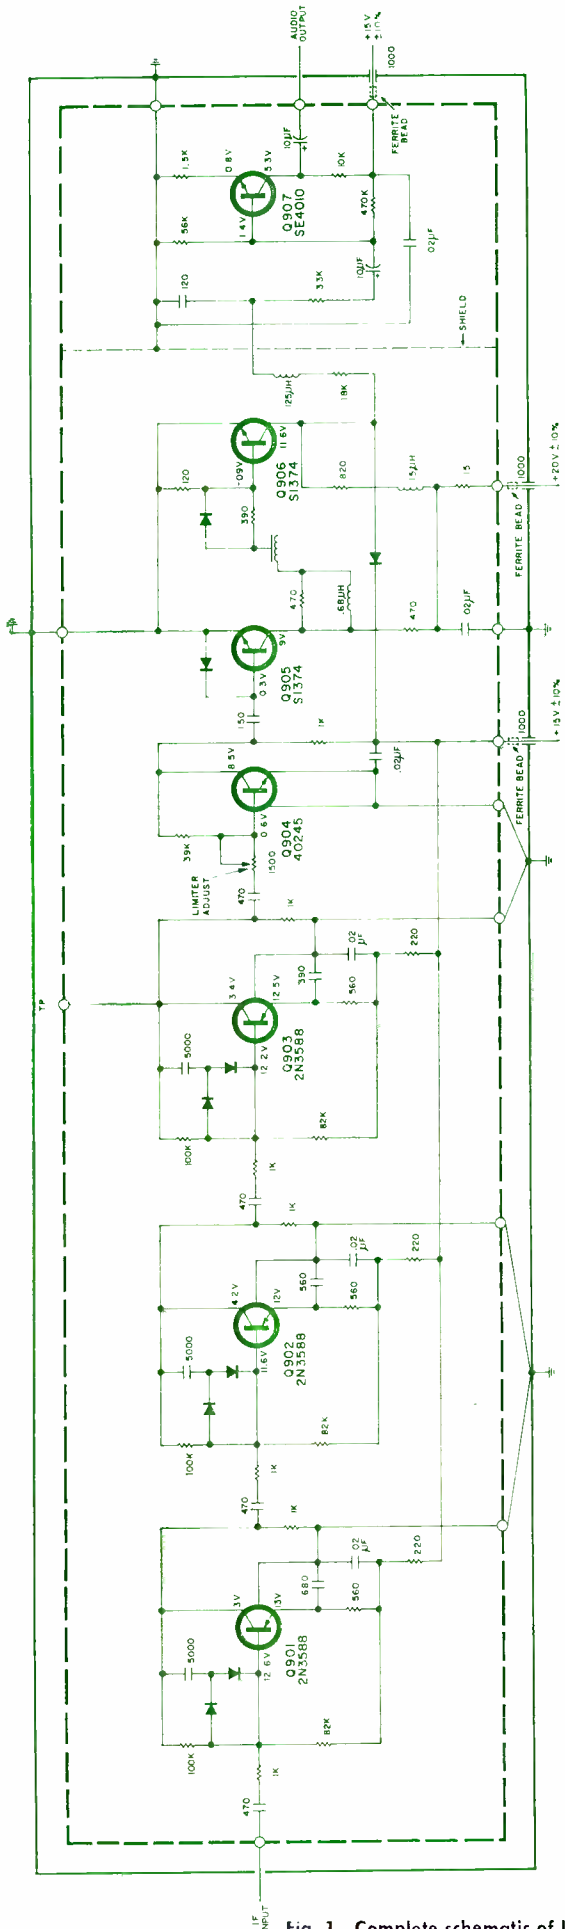 AUDIO OUTPUT
+15V ±10%
1000
FERRITE BEAD
10µF
+
10K
1.5K
0.8V
5.3V
Q907
SE4010
1.4V
56K
470K
10µF
+
.02µF
120
3.3K
SHIELD
125µH
18K
11.6V
Q906
S1374
-.09V
120
390
820
15µH
15
1000
FERRITE BEAD
+20V ±10%
470
.68µH
9V
Q905
S1374
0.3V
470
.02µF
150
1K
1000
FERRITE BEAD
+15V ±10%
8.5V
Q904
40245
0.6V
.02µF
39K
LIMITER ADJUST
1500
470
1K
T.P.
3.4V
12.5V
Q903
2N3588
12.2V
5000
390
.02 µF
560
220
100K
82K
1K
470
1K
4.2V
12V
Q902
2N3588
11.6V
5000
560
.02 µF
560
220
100K
82K
1K
470
1K
3V
13V
Q901
2N3588
12.6V
5000
680
.02 µF
560
220
100K
82K
1K
470
IF
Fig. 1 Complete schematic of